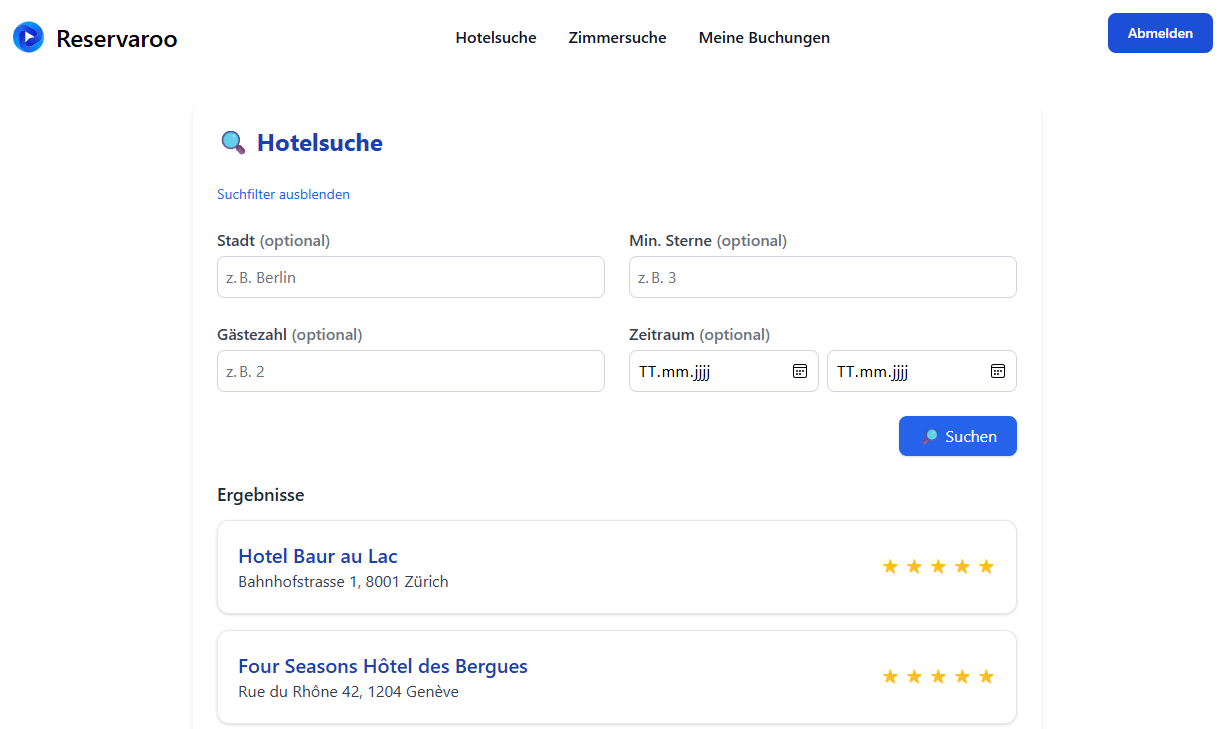 Reservaroo
Hotelsuche
Zimmersuche
Meine Buchungen
Abmelden
Hotelsuche
Suchfilter ausblenden
Stadt (optional)
Min. Sterne (optional)
z. B. Berlin
z. B. 3
Gästezahl (optional)
Zeitraum (optional)
z. B. 2
TT.mm.jjjj
TT.mm.jjjj
Suchen
Ergebnisse
Hotel Baur au Lac
Bahnhofstrasse 1, 8001 Zürich
Four Seasons Hôtel des Bergues
Rue du Rhône 42, 1204 Genève